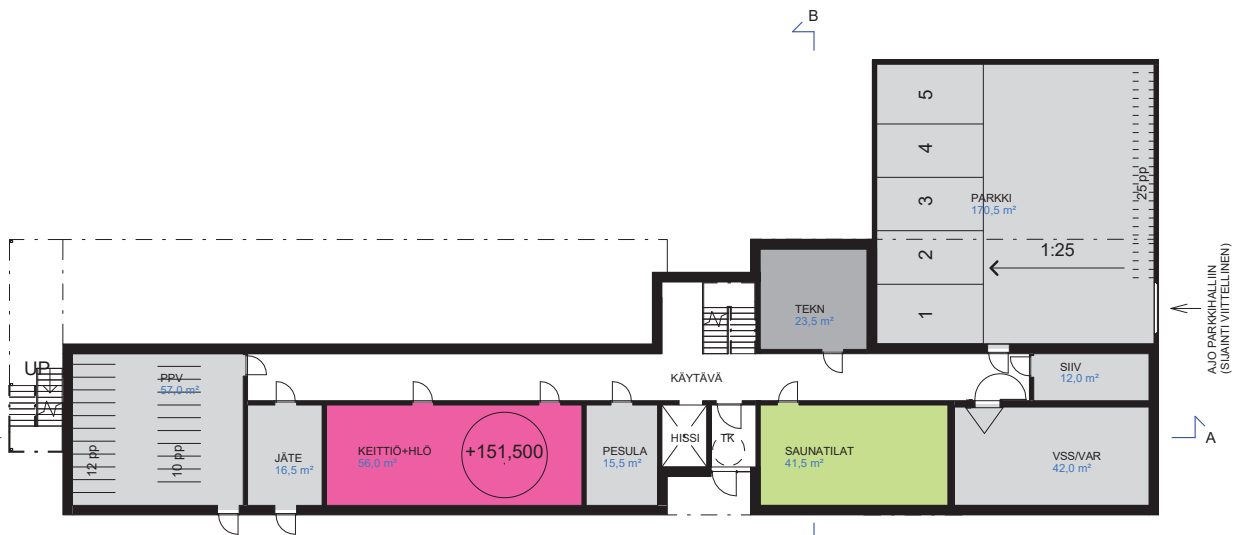 B
5
4
3
2
1
PARKKI
170,5 m²
25 pp
1:25
AJO PARKKIHALLIIN
(SIJAINTI VIITTELLINEN)
TEKN
23,5 m²
UP
PPV
57,0 m²
12 pp
10 pp
KÄYTÄVÄ
SIIV
12,0 m²
JÄTE
16,5 m²
KEITTIÖ+HLÖ
56,0 m²
+151,500
PESULA
15,5 m²
HISSI
TK
SAUNATILAT
41,5 m²
VSS/VAR
42,0 m²
A